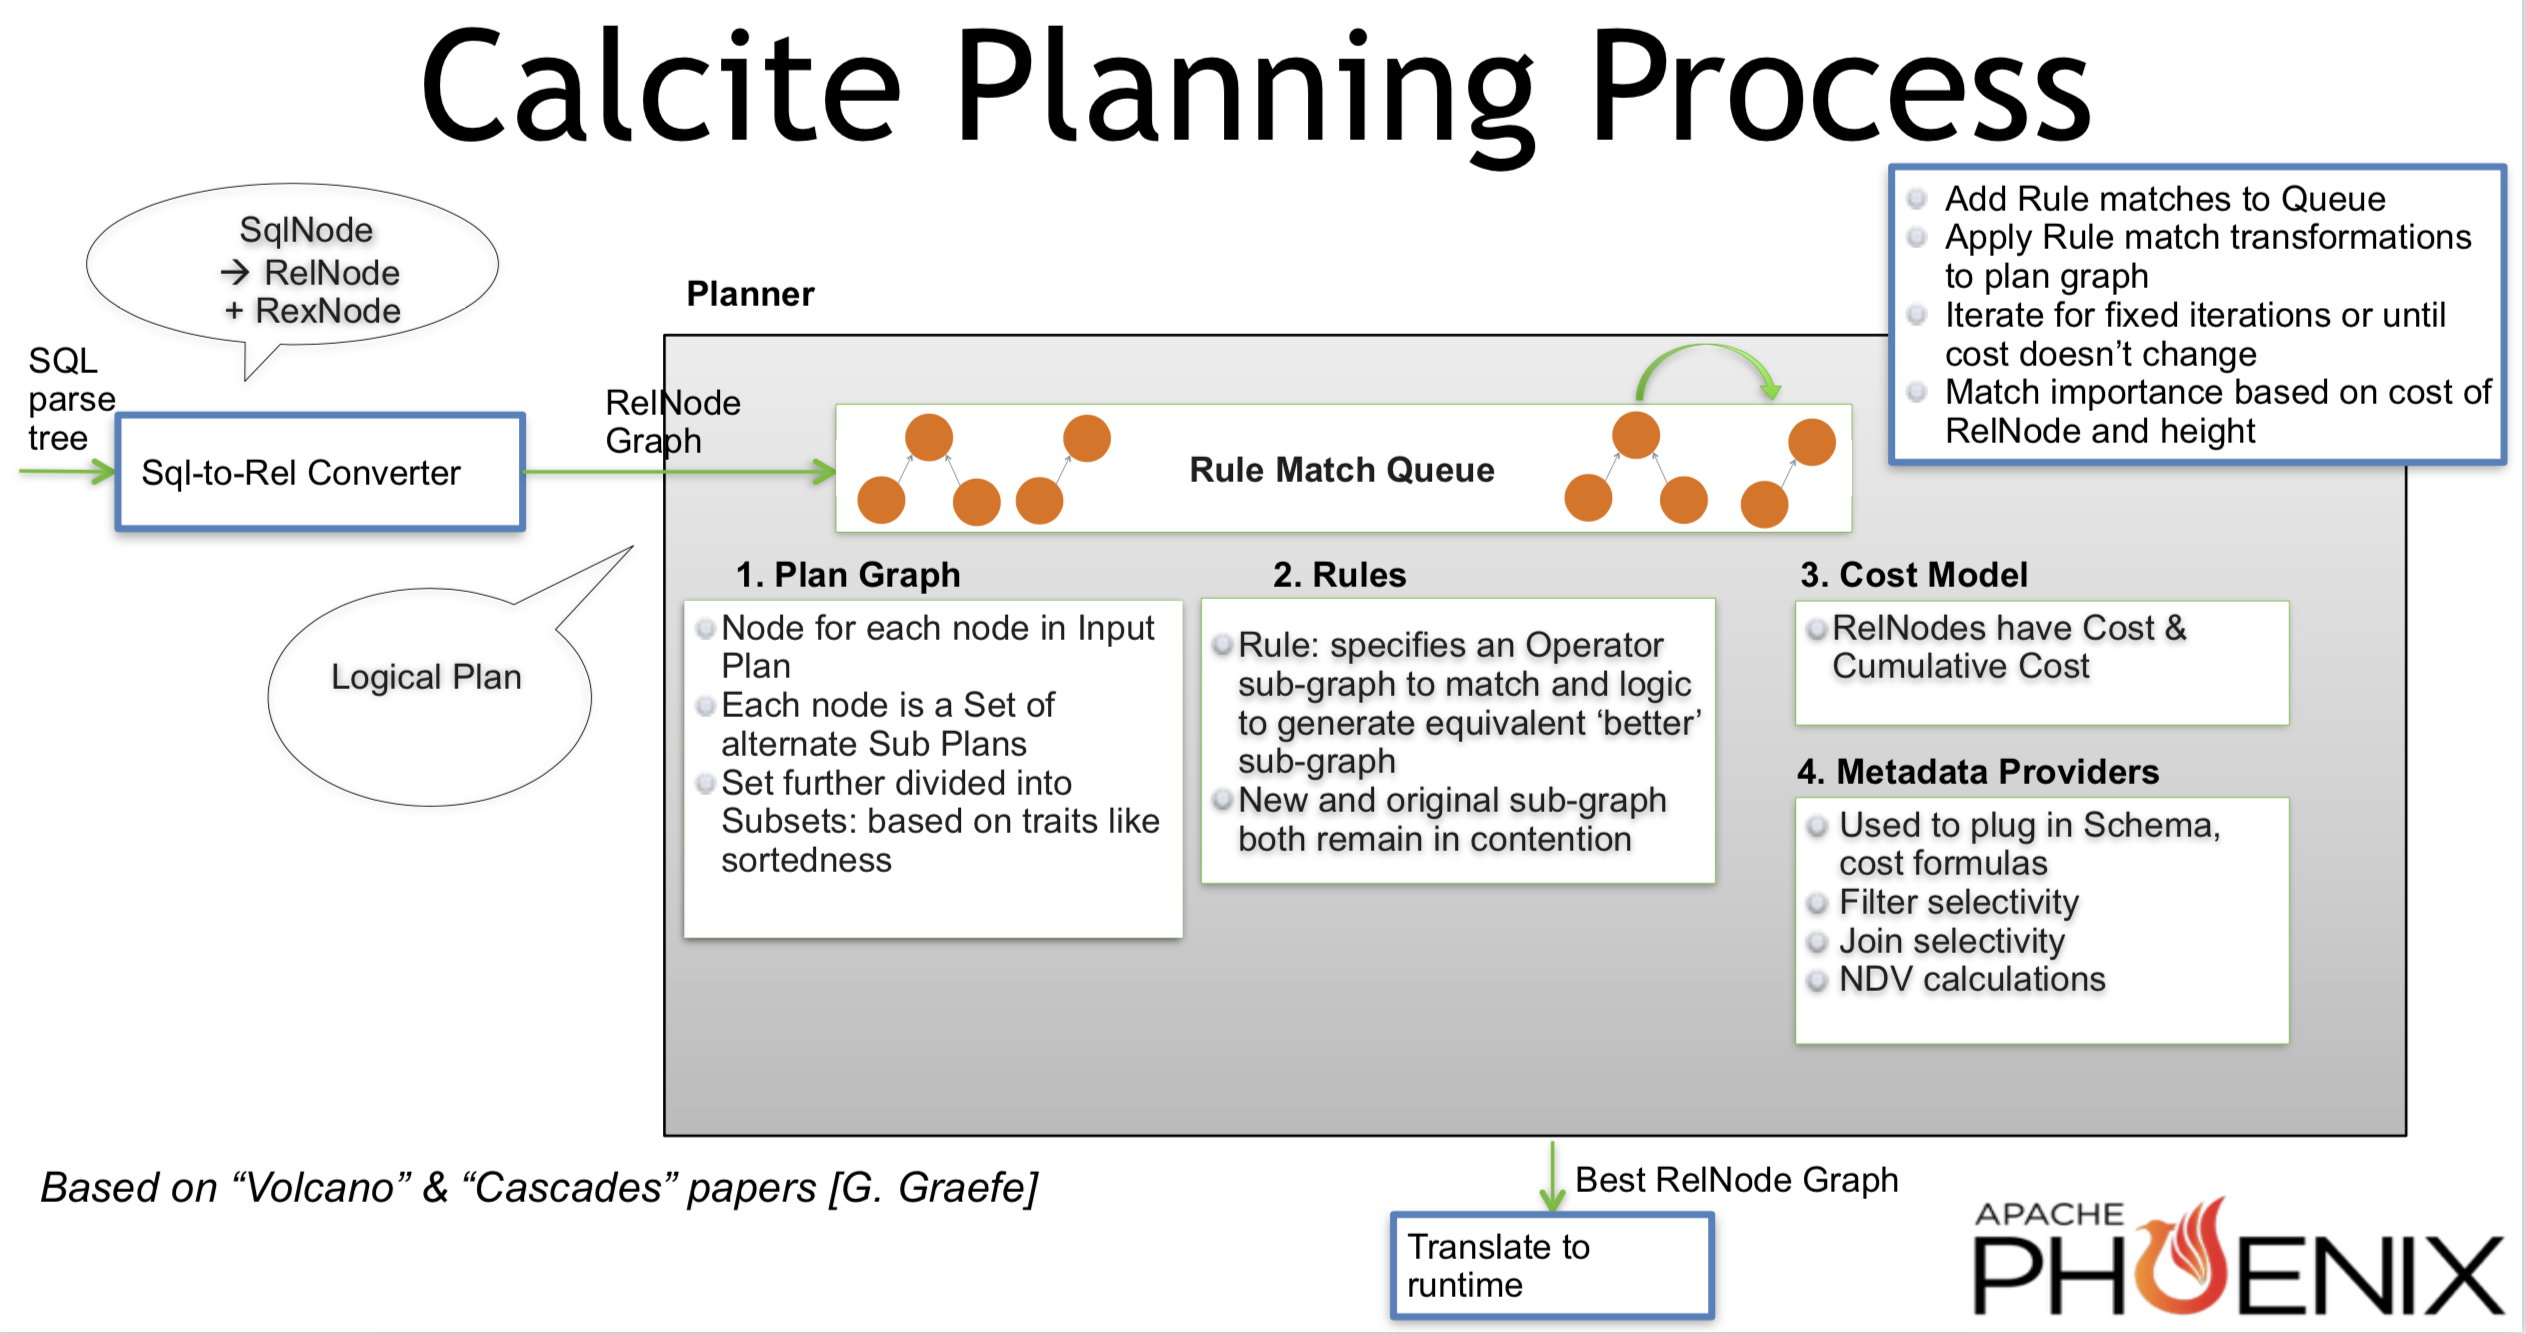 Calcite Planning Process
SqlNode
→ RelNode
+ RexNode
SQL
parse
tree
Sql-to-Rel Converter
RelNode
Graph
Logical Plan
Planner
Rule Match Queue
Add Rule matches to Queue
Apply Rule match transformations
to plan graph
Iterate for fixed iterations or until
cost doesn’t change
Match importance based on cost of
RelNode and height
1. Plan Graph
Node for each node in Input
Plan
Each node is a Set of
alternate Sub Plans
Set further divided into
Subsets: based on traits like
sortedness
2. Rules
Rule: specifies an Operator
sub-graph to match and logic
to generate equivalent ‘better’
sub-graph
New and original sub-graph
both remain in contention
3. Cost Model
RelNodes have Cost &
Cumulative Cost
4. Metadata Providers
Used to plug in Schema,
cost formulas
Filter selectivity
Join selectivity
NDV calculations
Based on “Volcano” & “Cascades” papers [G. Graefe]
Best RelNode Graph
Translate to
runtime
APACHE
PHOENIX